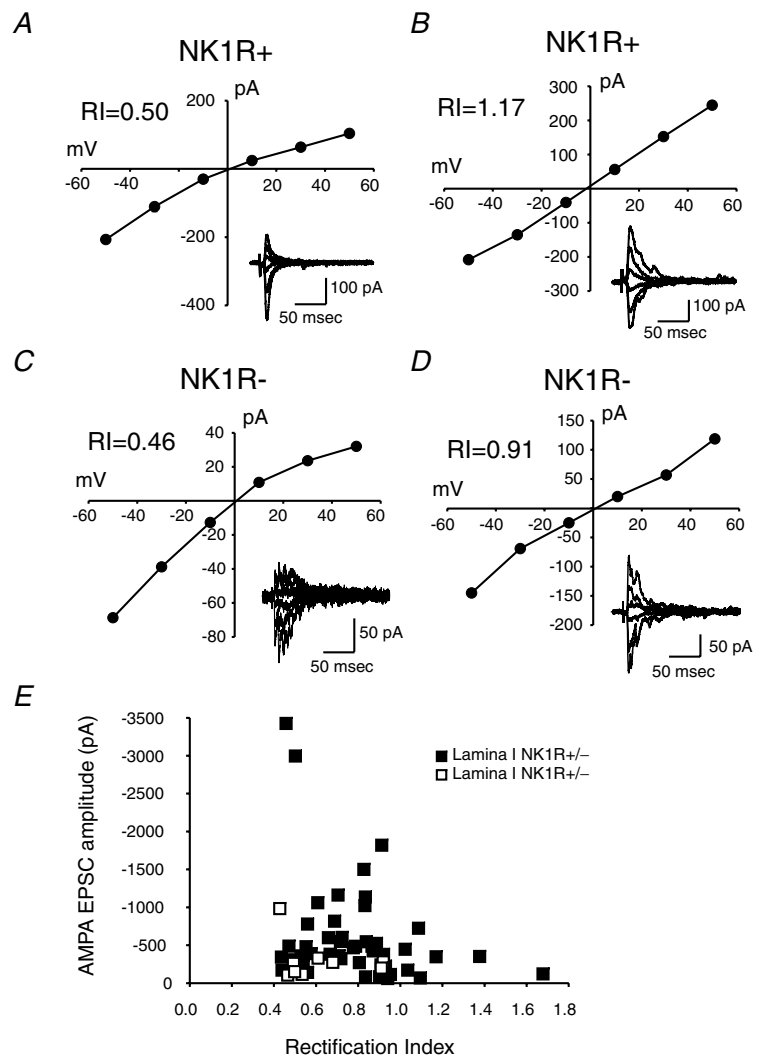 A
NK1R+
pA
200
RI=0.50
mV
-60
-40
-20
20
40
60
-200
-400
100 pA
50 msec
B
NK1R+
pA
300
RI=1.17
200
100
mV
-60
-40
-20
20
40
60
-100
-200
-300
100 pA
50 msec
C
NK1R-
pA
40
RI=0.46
20
mV
-60
-40
-20
20
40
60
-20
-40
-60
-80
50 pA
50 msec
D
NK1R-
pA
150
100
RI=0.91
50
mV
-60
-40
-20
20
40
60
-50
-100
-150
-200
50 pA
50 msec
E
AMPA EPSC amplitude (pA)
-3500
-3000
-2500
-2000
-1500
-1000
-500
0
Lamina I NK1R+/–
Lamina I NK1R+/–
0.0 0.2 0.4 0.6 0.8 1.0 1.2 1.4 1.6 1.8
Rectification Index